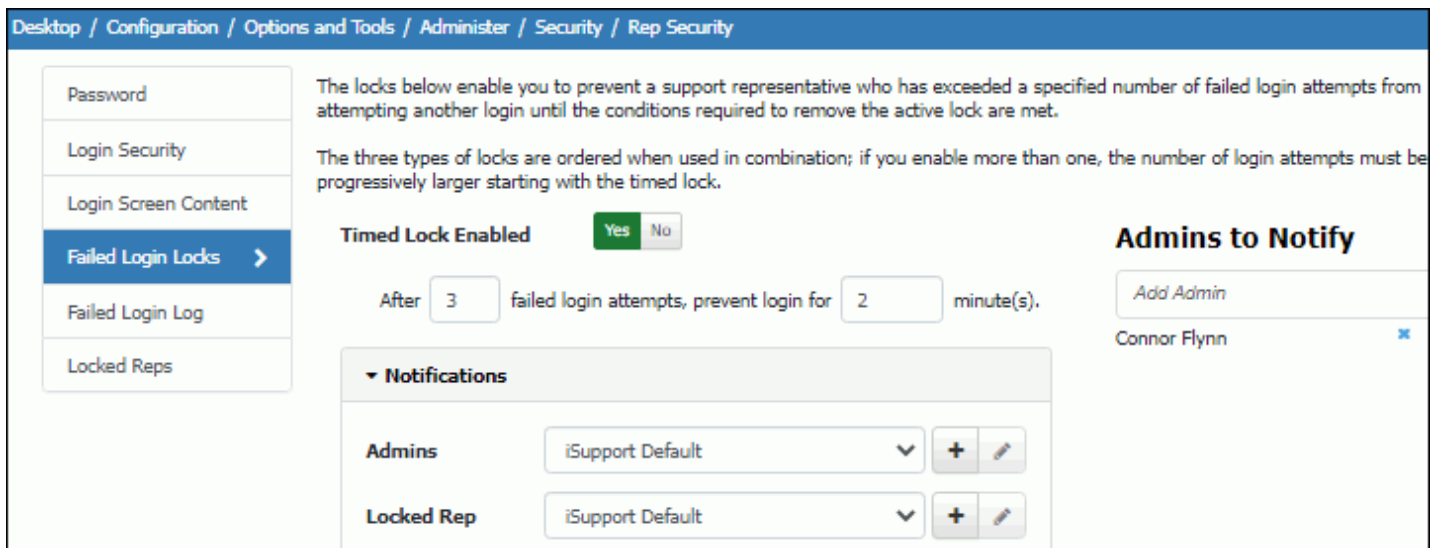 Desktop / Configuration / Options and Tools / Administer / Security / Rep Security
Password
Login Security
Login Screen Content
Failed Login Locks
Failed Login Log
Locked Reps
The locks below enable you to prevent a support representative who has exceeded a specified number of failed login attempts from
attempting another login until the conditions required to remove the active lock are met.
The three types of locks are ordered when used in combination; if you enable more than one, the number of login attempts must be
progressively larger starting with the timed lock.
Timed Lock Enabled Yes No
After 3 failed login attempts, prevent login for 2 minute(s).
Notifications
Admins iSupport Default
Locked Rep iSupport Default
Admins to Notify
Add Admin
Connor Flynn